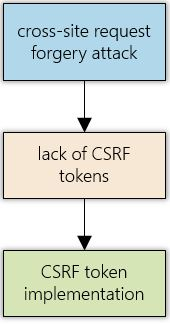 cross-site request
forgery attack
lack of CSRF
tokens
CSRF token
implementation